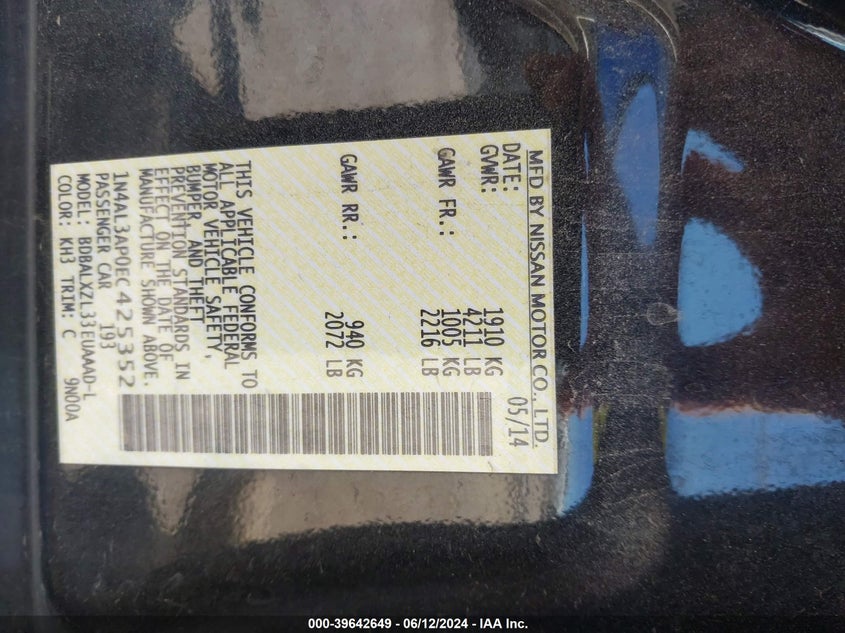 MFD BY NISSAN MOTOR CO., LTD.
DATE: 05/14
GVWR: 1910 KG
4211 LB
GAWR FR.: 1005 KG
2216 LB
GAWR RR.: 940 KG
2072 LB
THIS VEHICLE CONFORMS TO
ALL APPLICABLE FEDERAL
MOTOR VEHICLE SAFETY,
BUMPER, AND THEFT
PREVENTION STANDARDS IN
EFFECT ON THE DATE OF
MANUFACTURE SHOWN ABOVE.
1N4AL3AP0EC425352
PASSENGER CAR 193
MODEL: BDBALXZL33EUAAAD-L
COLOR: KH3 TRIM: C 9N00A
000-39642649 - 06/12/2024 - IAA Inc.